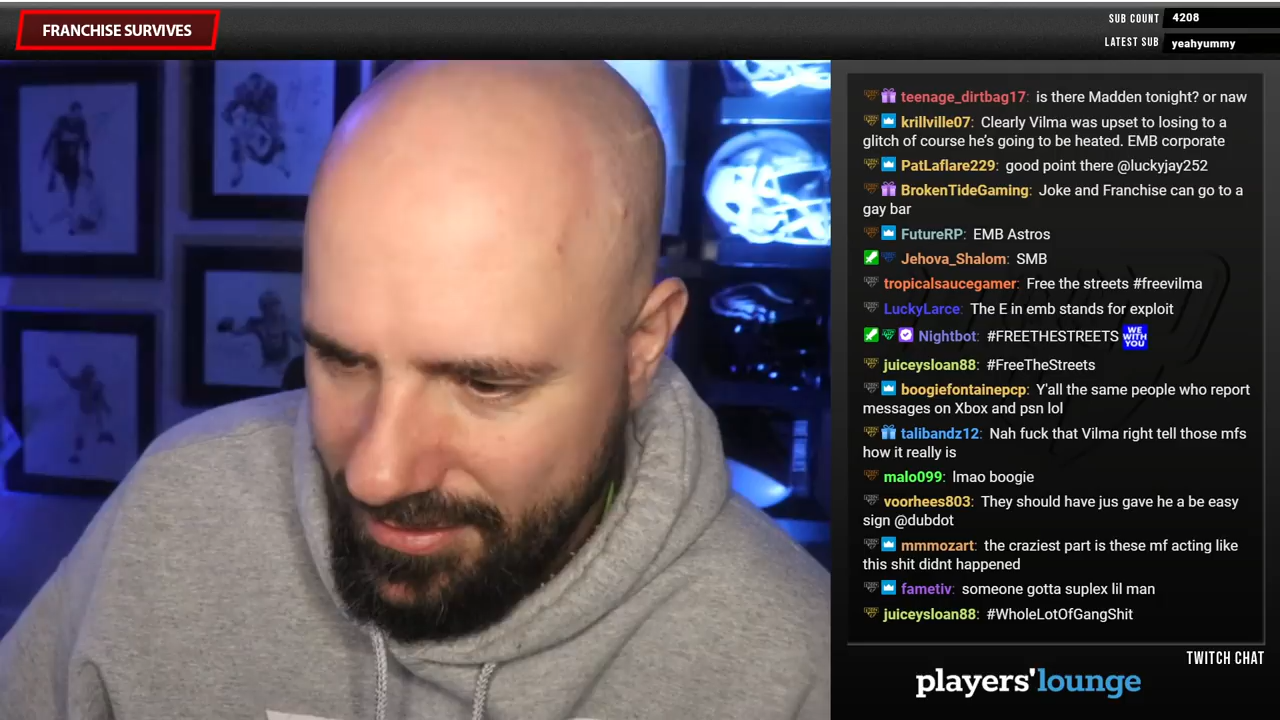 FRANCHISE SURVIVES
SUB COUNT 4208
LATEST SUB yeahyummy
teenage_dirtbag17: is there Madden tonight? or naw
krillville07: Clearly Vilma was upset to losing to a
glitch of course he's going to be heated. EMB corporate
PatLaflare229: good point there @luckyjay252
BrokenTideGaming: Joke and Franchise can go to a
gay bar
FutureRP: EMB Astros
Jehova_Shalom: SMB
tropicalsaucegamer: Free the streets #freevilma
LuckyLarce: The E in emb stands for exploit
Nightbot: #FREETHESTREETS WE
WITH
YOU
juiceysloan88: #FreeTheStreets
boogiefontainepcp: Y'all the same people who report
messages on Xbox and psn lol
talibandz12: Nah fuck that Vilma right tell those mfs
how it really is
malo099: lmao boogie
voorhees803: They should have jus gave he a be easy
sign @dubdot
mmmozart: the craziest part is these mf acting like
this shit didnt happened
fametiv: someone gotta suplex lil man
juiceysloan88: #WholeLotOfGangShit
TWITCH CHAT
players'lounge